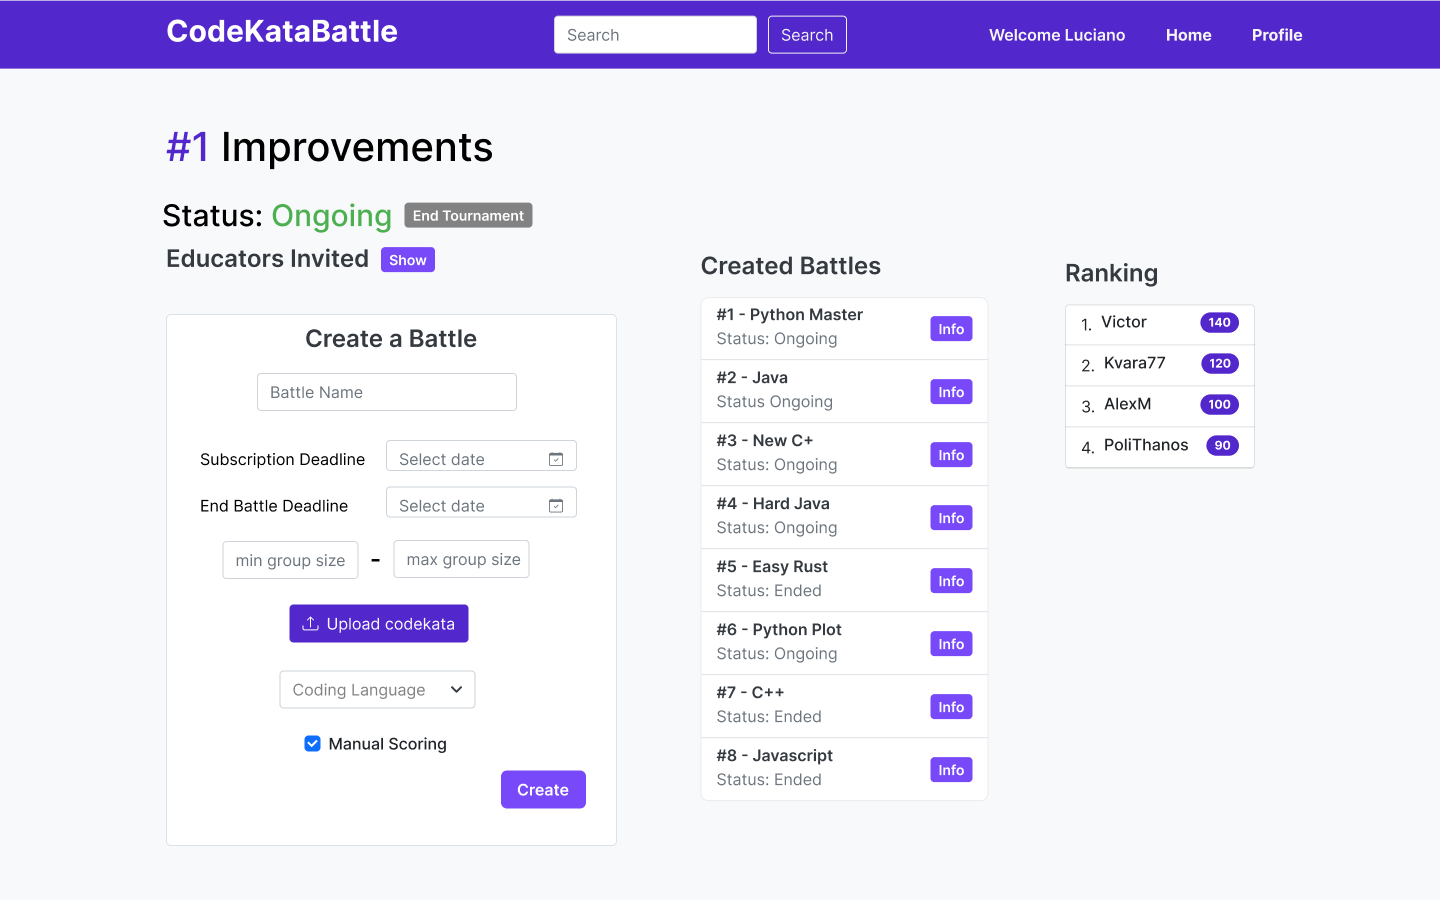 CodeKataBattle
Search
Search
Welcome Luciano
Home
Profile
#1 Improvements
Status: Ongoing
End Tournament
Educators Invited
Show
Create a Battle
Battle Name
Subscription Deadline
Select date
End Battle Deadline
Select date
min group size
-
max group size
Upload codekata
Coding Language
Manual Scoring
Create
Created Battles
#1 - Python Master
Status: Ongoing
Info
#2 - Java
Status Ongoing
Info
#3 - New C+
Status: Ongoing
Info
#4 - Hard Java
Status: Ongoing
Info
#5 - Easy Rust
Status: Ended
Info
#6 - Python Plot
Status: Ongoing
Info
#7 - C++
Status: Ended
Info
#8 - Javascript
Status: Ended
Info
Ranking
1. Victor 140
2. Kvara77 120
3. AlexM 100
4. PoliThanos 90